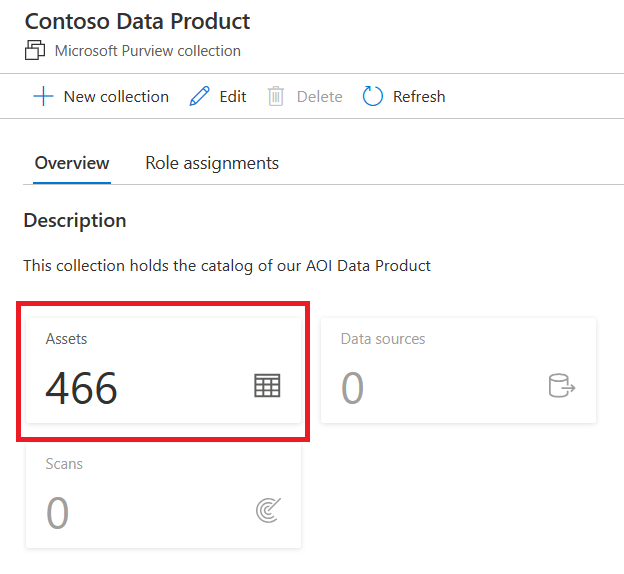 Contoso Data Product
Microsoft Purview collection
New collection Edit Delete Refresh
Overview Role assignments
Description
This collection holds the catalog of our AOI Data Product
Assets
466
Data sources
0
Scans
0